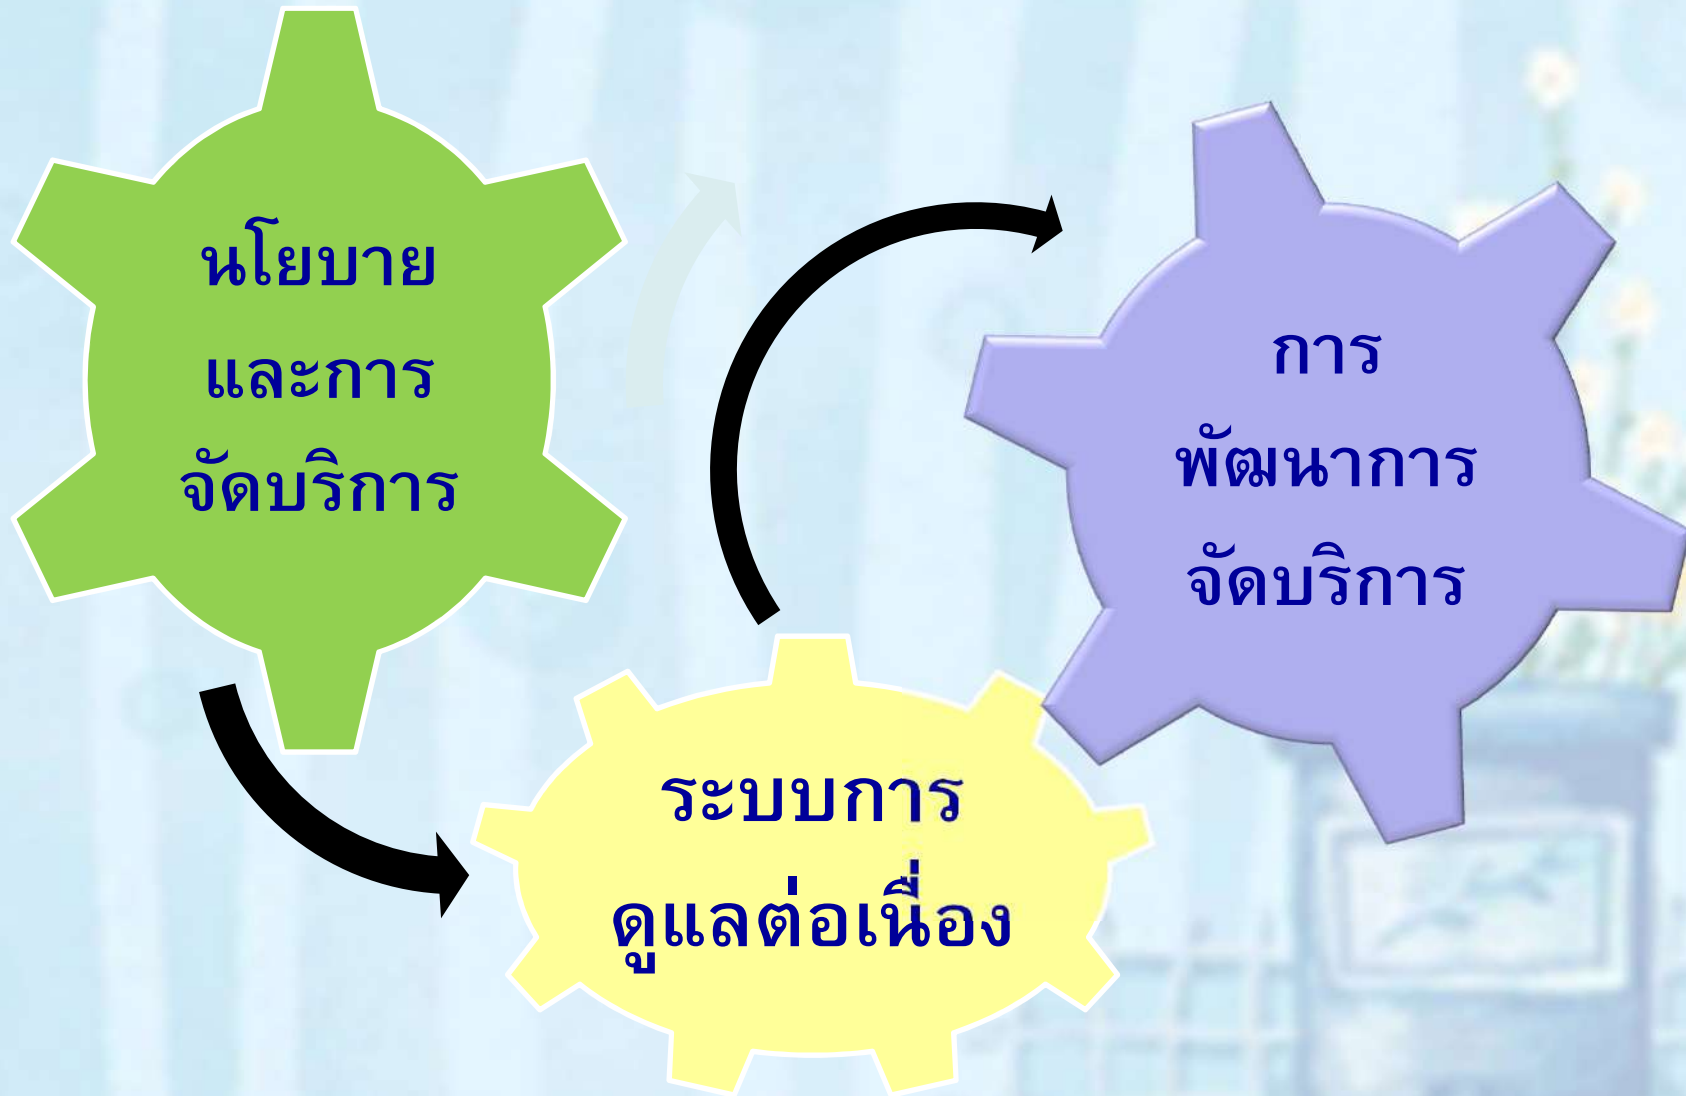 นโยบาย
และการ
จัดบริการ
ระบบการ
ดูแลต่อเนื่อง
การ
พัฒนาการ
จัดบริการ